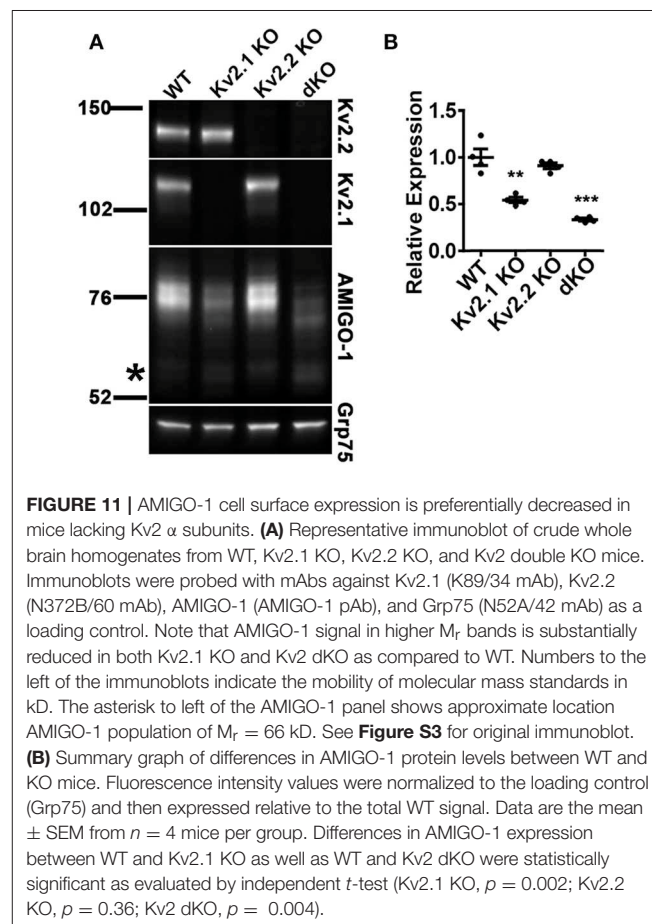 A
WT
Kv2.1 KO
Kv2.2 KO
dKO
150
Kv2.2
102
Kv2.1
76
AMIGO-1
*
52
Grp75
B
Relative Expression
1.5
1.0
0.5
0.0
**
***
WT
Kv2.1 KO
Kv2.2 KO
dKO
FIGURE 11 | AMIGO-1 cell surface expression is preferentially decreased in
mice lacking Kv2 α subunits. (A) Representative immunoblot of crude whole
brain homogenates from WT, Kv2.1 KO, Kv2.2 KO, and Kv2 double KO mice.
Immunoblots were probed with mAbs against Kv2.1 (K89/34 mAb), Kv2.2
(N372B/60 mAb), AMIGO-1 (AMIGO-1 pAb), and Grp75 (N52A/42 mAb) as a
loading control. Note that AMIGO-1 signal in higher Mr bands is substantially
reduced in both Kv2.1 KO and Kv2 dKO as compared to WT. Numbers to the
left of the immunoblots indicate the mobility of molecular mass standards in
kD. The asterisk to left of the AMIGO-1 panel shows approximate location
AMIGO-1 population of Mr = 66 kD. See Figure S3 for original immunoblot.
(B) Summary graph of differences in AMIGO-1 protein levels between WT and
KO mice. Fluorescence intensity values were normalized to the loading control
(Grp75) and then expressed relative to the total WT signal. Data are the mean
± SEM from n = 4 mice per group. Differences in AMIGO-1 expression
between WT and Kv2.1 KO as well as WT and Kv2 dKO were statistically
significant as evaluated by independent t-test (Kv2.1 KO, p = 0.002; Kv2.2
KO, p = 0.36; Kv2 dKO, p = 0.004).